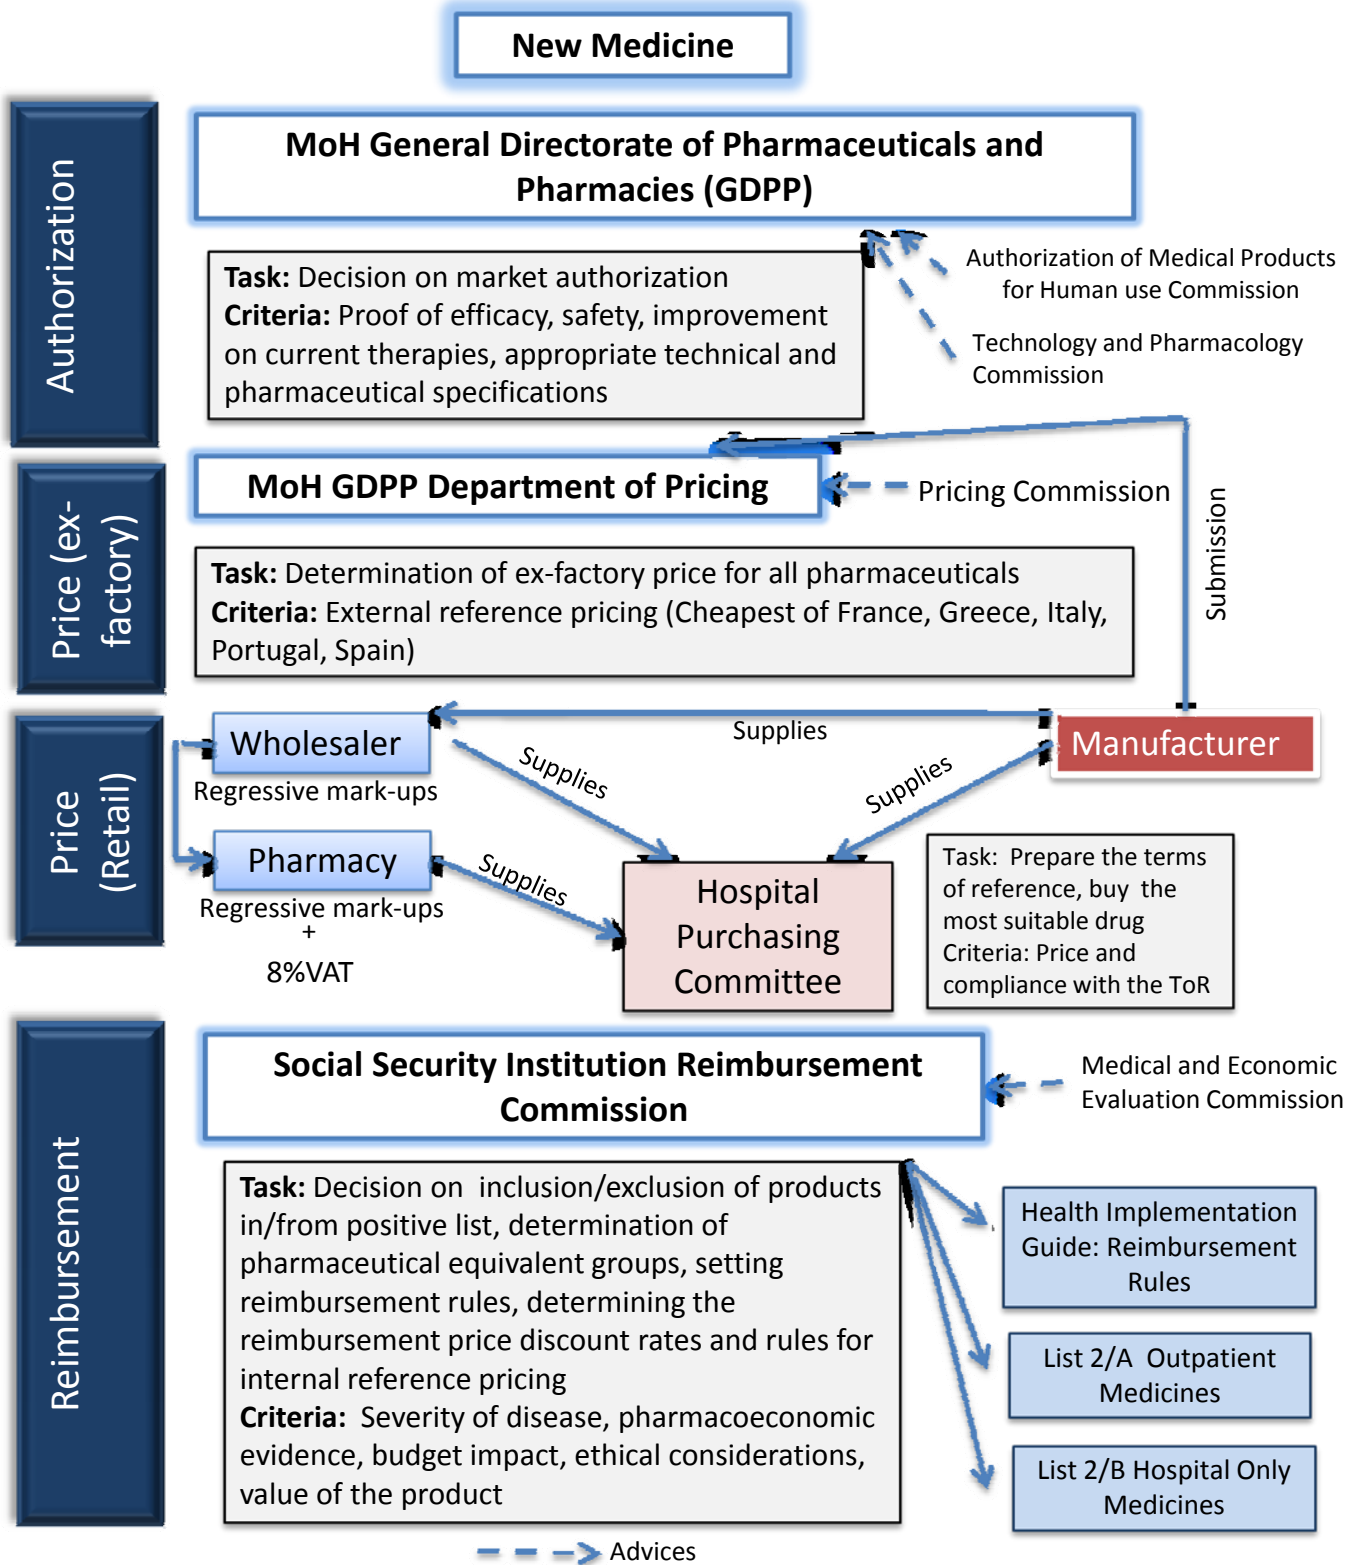 New Medicine
Authorization
MoH General Directorate of Pharmaceuticals and
Pharmacies (GDPP)
Task: Decision on market authorization
Criteria: Proof of efficacy, safety, improvement
on current therapies, appropriate technical and
pharmaceutical specifications
Authorization of Medical Products
for Human use Commission
Technology and Pharmacology
Commission
Price (ex-
factory)
MoH GDPP Department of Pricing
Pricing Commission
Submission
Task: Determination of ex-factory price for all pharmaceuticals
Criteria: External reference pricing (Cheapest of France, Greece, Italy,
Portugal, Spain)
Price
(Retail)
Wholesaler
Regressive mark-ups
Supplies
Manufacturer
Supplies
Supplies
Pharmacy
Regressive mark-ups
+
8%VAT
Supplies
Hospital
Purchasing
Committee
Task:  Prepare the terms
of reference, buy  the
most suitable drug
Criteria: Price and
compliance with the ToR
Reimbursement
Social Security Institution Reimbursement
Commission
Medical and Economic
Evaluation Commission
Task: Decision on  inclusion/exclusion of products
in/from positive list, determination of
pharmaceutical equivalent groups, setting
reimbursement rules, determining the
reimbursement price discount rates and rules for
internal reference pricing
Criteria:  Severity of disease, pharmacoeconomic
evidence, budget impact, ethical considerations,
value of the product
Health Implementation
Guide: Reimbursement
Rules
List 2/A  Outpatient
Medicines
List 2/B Hospital Only
Medicines
Advices